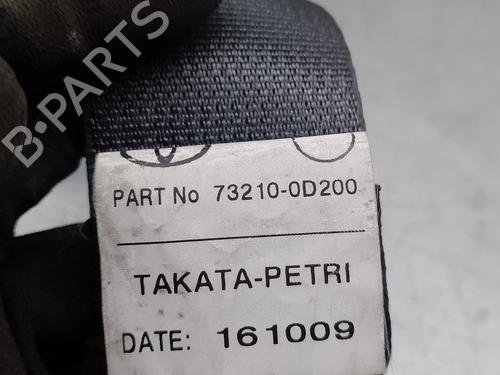 B-PARTS
PART No 73210-0D200
TAKATA-PETRI
DATE: 161009